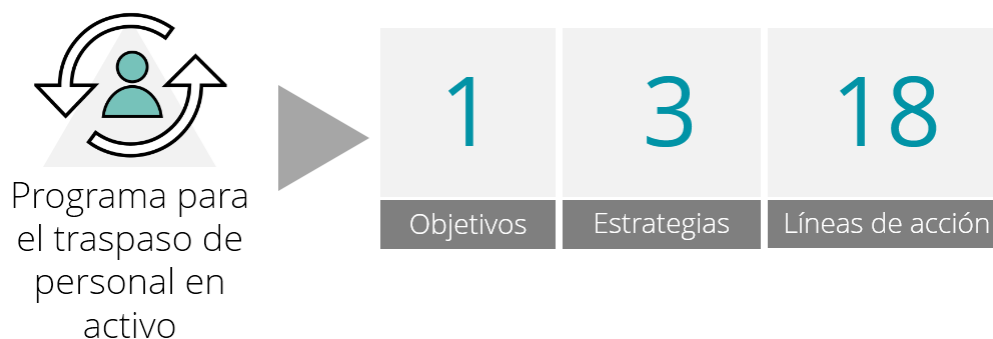 Programa para
el traspaso de
personal en
activo
1
Objetivos
3
Estrategias
18
Líneas de acción